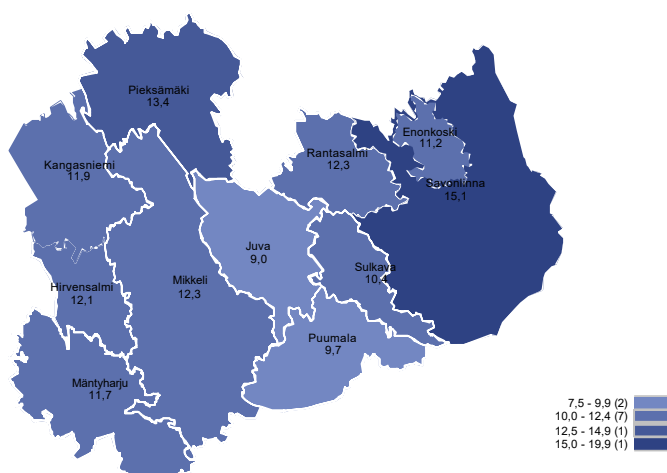 Pieksämäki
13,4
Enonkoski
11,2
Rantasalmi
12,3
Kangasniemi
11,9
Savonlinna
15,1
Juva
9,0
Sulkava
10,4
Mikkeli
12,3
Hirvensalmi
12,1
Puumala
9,7
Mäntyharju
11,7
7,5 - 9,9 (2)
10,0 - 12,4 (7)
12,5 - 14,9 (1)
15,0 - 19,9 (1)